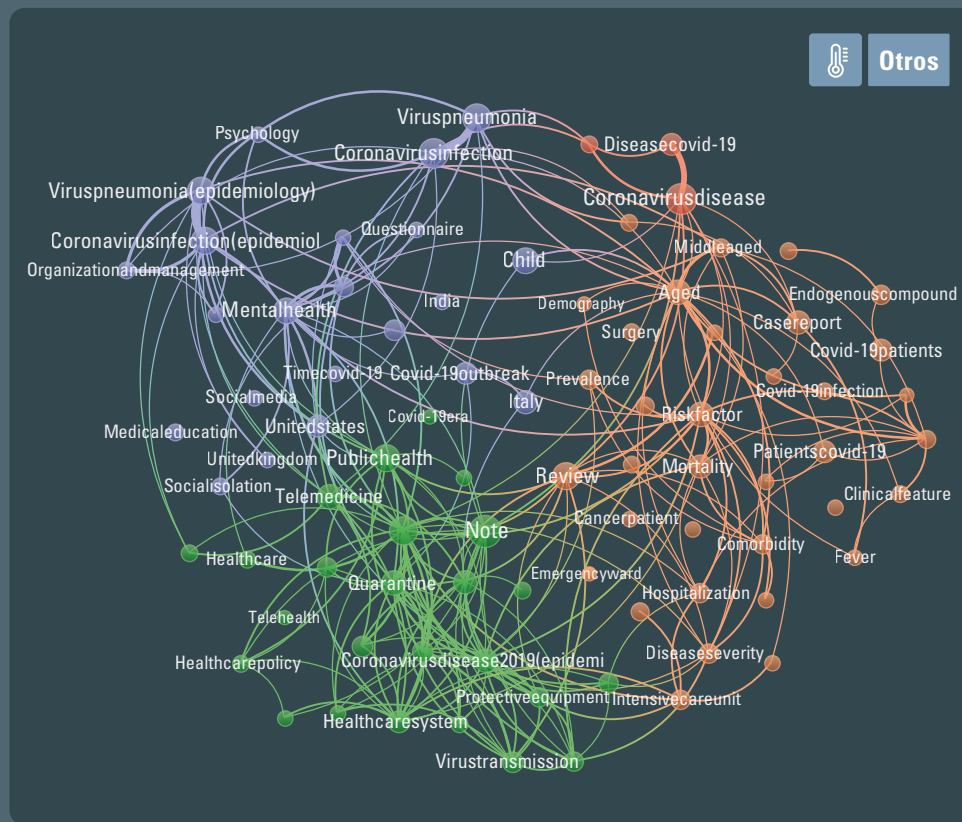 Otros
Viruspneumonia
Psychology
Diseasecovid-19
Coronavirusinfection
Viruspneumonia(epidemiology)
Coronavirusdisease
Questionnaire
Coronavirusinfection(epidemiol
Middleaged
Child
Organizationandmanagement
Aged
Endogenouscompound
India
Demography
Mentalhealth
Casereport
Surgery
Covid-19patients
Timecovid-19
Covid-19outbreak
Prevalence
Covid-19infection
Socialmedia
Italy
Covid-19era
Riskfactor
Unitedstates
Medicaleducation
Patientscovid-19
Unitedkingdom
Publichealth
Mortality
Review
Socialisolation
Telemedicine
Clinicalfeature
Cancerpatient
Note
Comorbidity
Healthcare
Fever
Emergencyward
Quarantine
Hospitalization
Telehealth
Diseaseseverity
Healthcarepolicy
Coronavirusdisease2019(epidemi
Protectiveequipment
Intensivecareunit
Healthcaresystem
Virustransmission